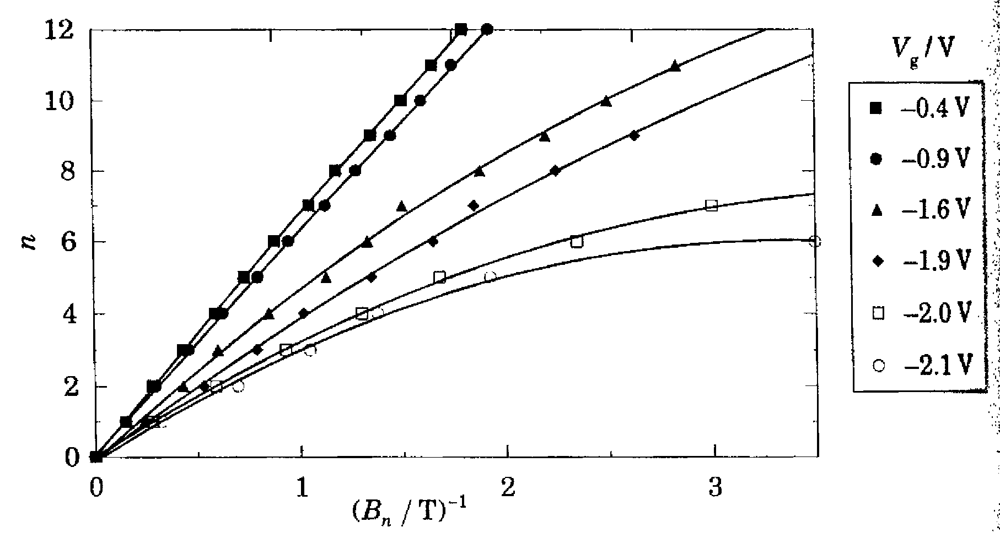 12
10
8
6
4
2
0
n
0 1 2 3
(Bₙ / T)⁻¹
V_g / V
−0.4 V
−0.9 V
−1.6 V
−1.9 V
−2.0 V
−2.1 V